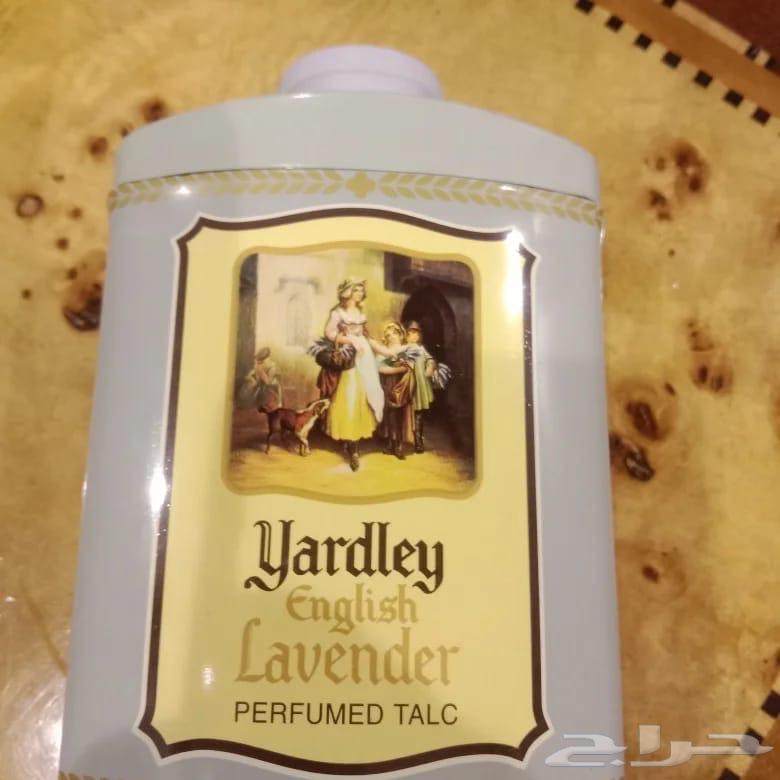 Yardley
English
Lavender
PERFUMED TALC
حراج